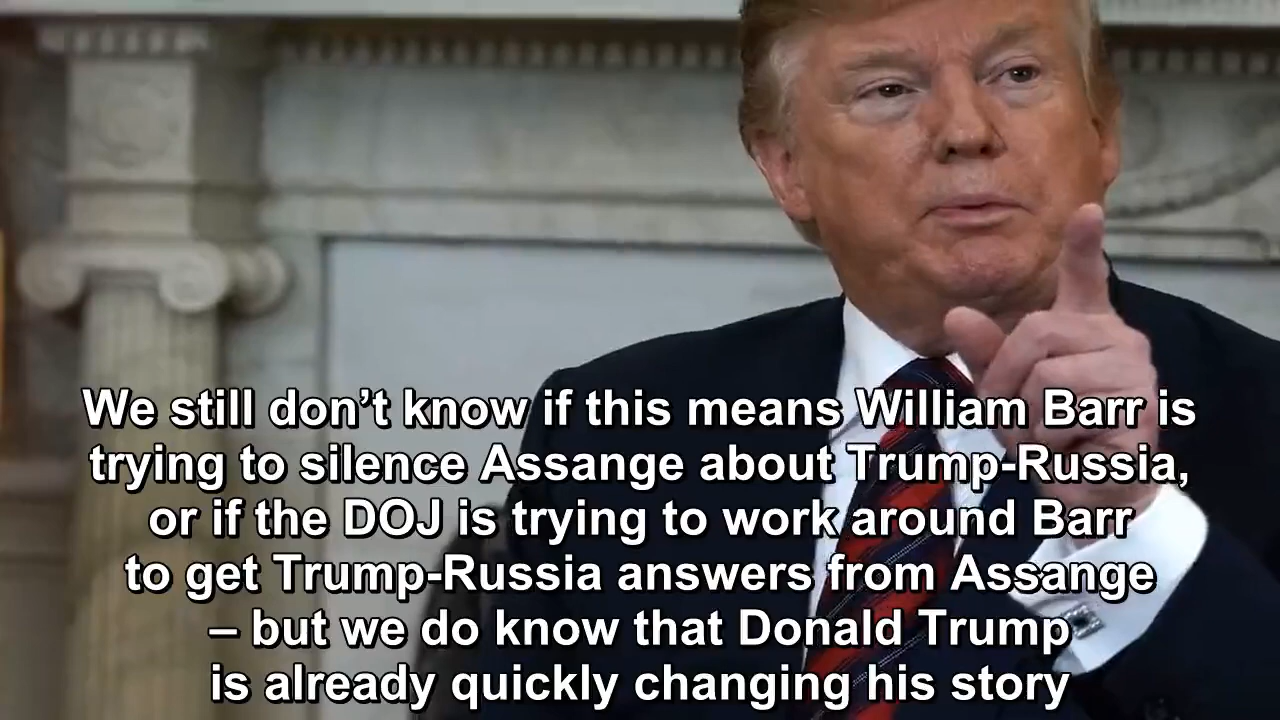 We still don’t know if this means William Barr is
trying to silence Assange about Trump-Russia,
or if the DOJ is trying to work around Barr
to get Trump-Russia answers from Assange
– but we do know that Donald Trump
is already quickly changing his story